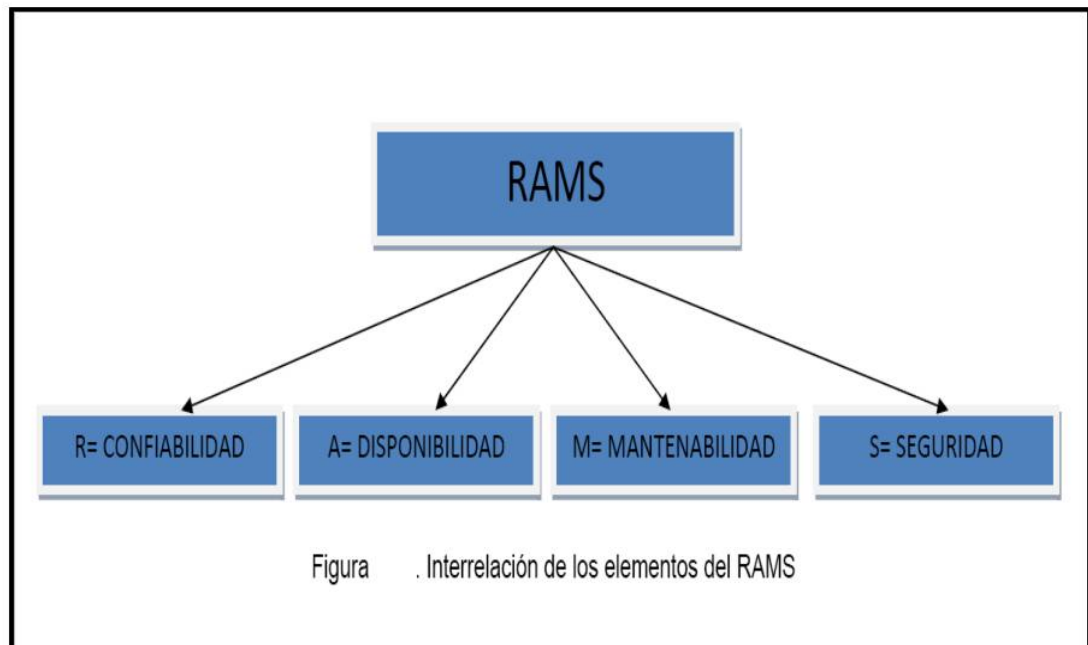 RAMS
R= CONFIABILIDAD
A= DISPONIBILIDAD
M= MANTENABILIDAD
S= SEGURIDAD
Figura . Interrelación de los elementos del RAMS